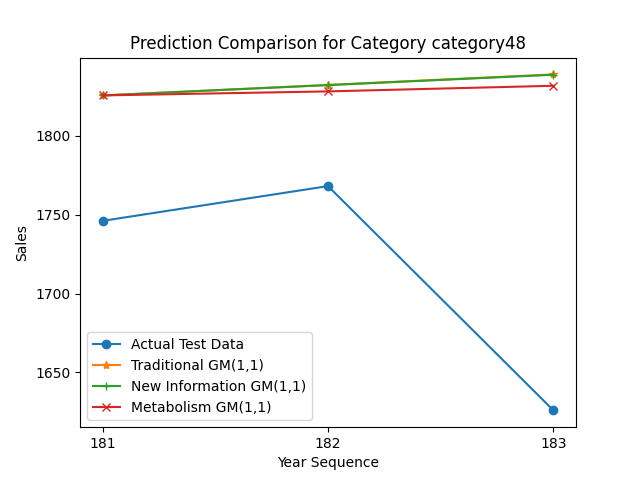 Prediction Comparison for Category category48
Sales
1800
1750
1700
1650
Actual Test Data
Traditional GM(1,1)
New Information GM(1,1)
Metabolism GM(1,1)
181 182 183
Year Sequence